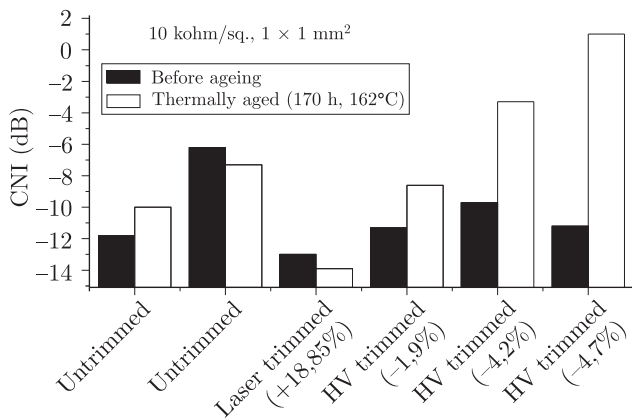 10 kohm/sq., 1 × 1 mm²
Before ageing
Thermally aged (170 h, 162°C)
CNI (dB)
2
0
−2
−4
−6
−8
−10
−12
−14
Untrimmed
Untrimmed
Laser trimmed
(+18,85%)
HV trimmed
(−1,9%)
HV trimmed
(−4,2%)
HV trimmed
(−4,7%)